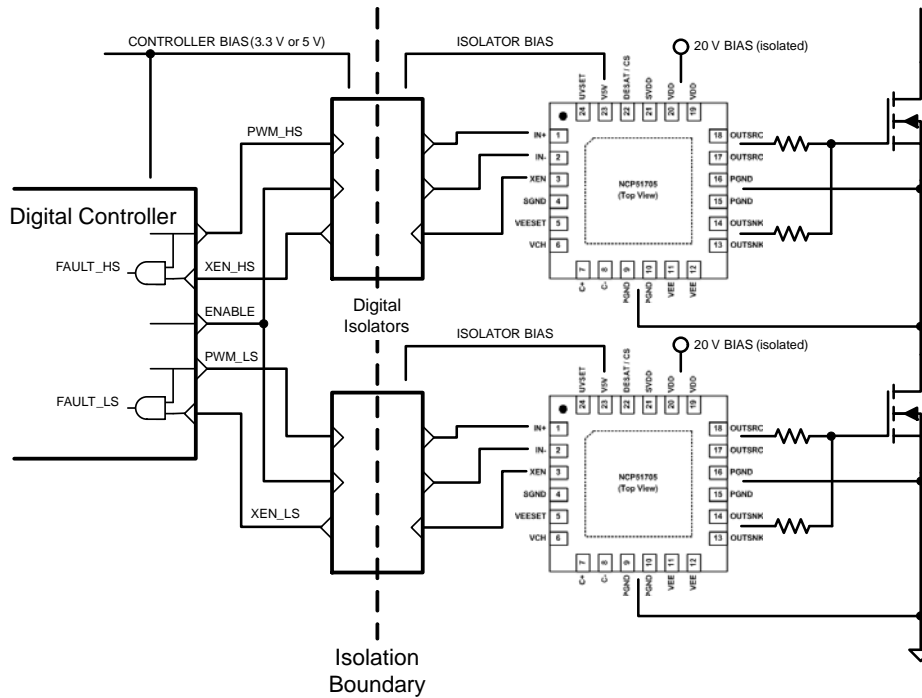 CONTROLLER BIAS (3.3 V or 5 V)
ISOLATOR BIAS
20 V BIAS (isolated)
UVSET
V5V
DESAT / CS
SVDD
VDD
VDD
24
23
22
21
20
19
PWM_HS
IN+
1
IN-
2
XEN
3
SGND
4
VEESET
5
VCH
6
NCP51705
(Top View)
18
OUTSRC
17
OUTSRC
16
PGND
15
PGND
14
OUTSNK
13
OUTSNK
7
8
9
10
11
12
C+
C-
PGND
PGND
VEE
VEE
Digital Controller
FAULT_HS
XEN_HS
ENABLE
PWM_LS
FAULT_LS
XEN_LS
Digital
Isolators
ISOLATOR BIAS
20 V BIAS (isolated)
UVSET
V5V
DESAT / CS
SVDD
VDD
VDD
24
23
22
21
20
19
IN+
1
IN-
2
XEN
3
SGND
4
VEESET
5
VCH
6
NCP51705
(Top View)
18
OUTSRC
17
OUTSRC
16
PGND
15
PGND
14
OUTSNK
13
OUTSNK
7
8
9
10
11
12
C+
C-
PGND
PGND
VEE
VEE
Isolation
Boundary